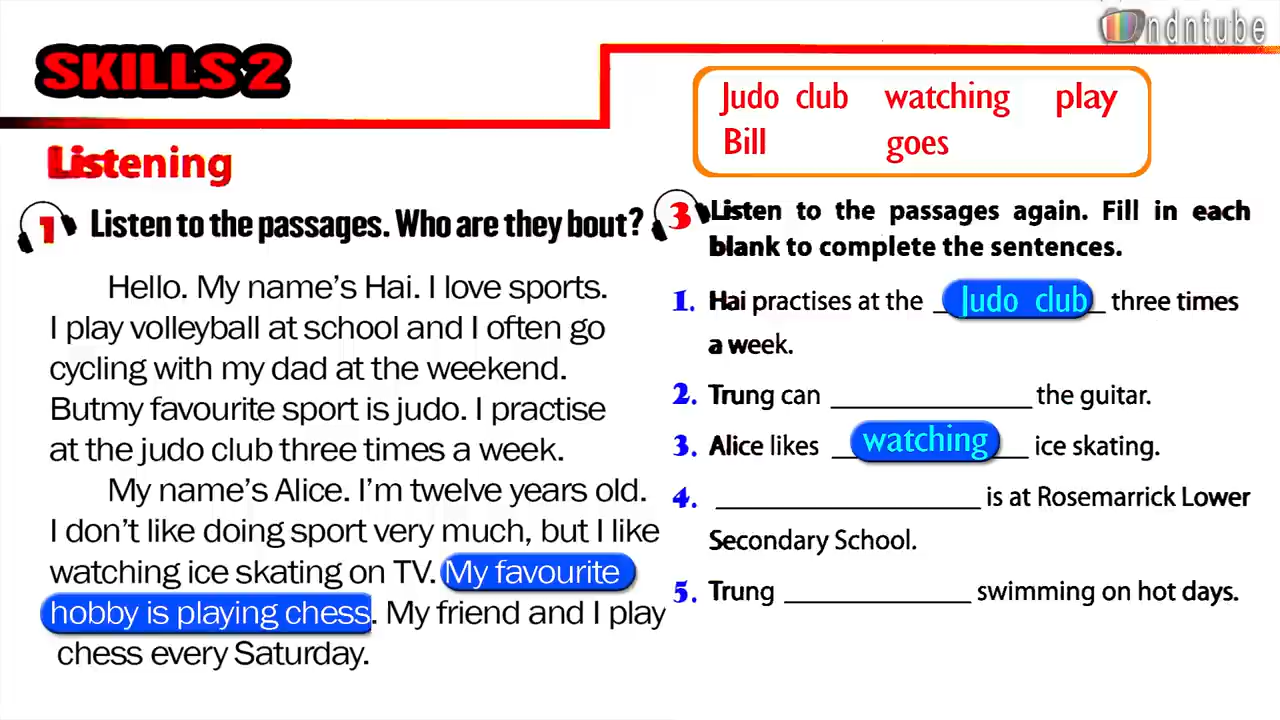 ndntube
SKILLS 2
Judo club watching play
Bill goes
Listening
1 Listen to the passages. Who are they bout?
Hello. My name's Hai. I love sports.
I play volleyball at school and I often go
cycling with my dad at the weekend.
Butmy favourite sport is judo. I practise
at the judo club three times a week.
My name's Alice. I'm twelve years old.
I don't like doing sport very much, but I like
watching ice skating on TV. My favourite
hobby is playing chess. My friend and I play
chess every Saturday.
3 Listen to the passages again. Fill in each
blank to complete the sentences.
1. Hai practises at the _ Judo club _ three times
a week.
2. Trung can ____________ the guitar.
3. Alice likes _ watching _ ice skating.
4. ________________ is at Rosemarrick Lower
Secondary School.
5. Trung ___________ swimming on hot days.